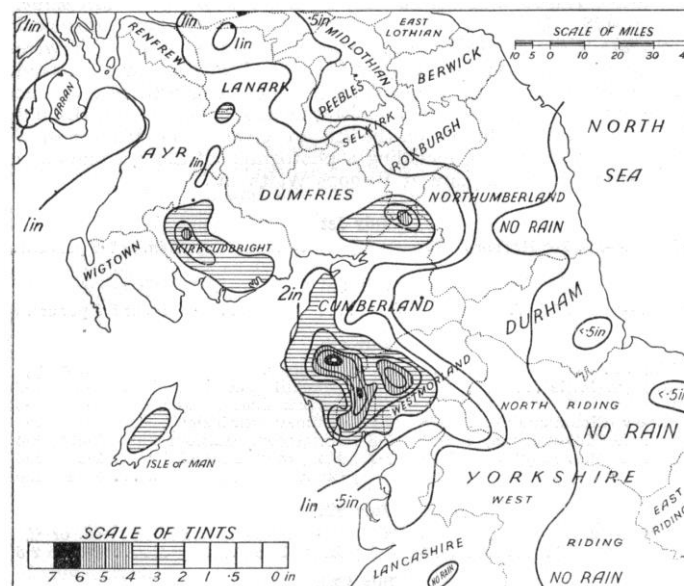 1in
1in
1in
.5in
EAST LOTHIAN
MIDLOTHIAN
SCALE OF MILES
10 5 0 10 20 30 40
RENFREW
LANARK
PEEBLES
BERWICK
ARRAN
SELKIRK
ROXBURGH
NORTH SEA
AYR
1in
DUMFRIES
NORTHUMBERLAND
1in
NO RAIN
KIRKCUDBRIGHT
WIGTOWN
2in
CUMBERLAND
DURHAM
<.5in
WESTMORLAND
<.5in
NORTH RIDING
NO RAIN
ISLE of MAN
YORKSHIRE
1in
.5in
WEST
RIDING
EAST RIDING
SCALE OF TINTS
7 6 5 4 3 2 1 .5 0 in
LANCASHIRE
NO RAIN
NO RAIN